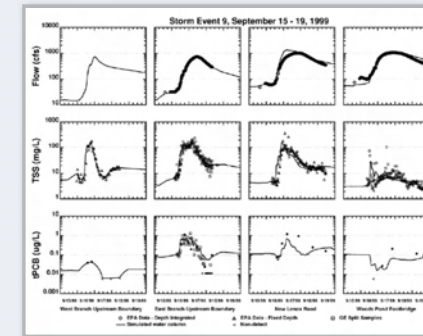 Storm Event 9, September 15 - 19, 1999
Flow (cfs)
10000
1000
100
10
TSS (mg/L)
1000
100
10
1
tPCB (ug/L)
10
1
0.1
0.01
0.001
West Branch Upstream Boundary
East Branch Upstream Boundary
New Lenox Road
Woods Pond Footbridge
EPA Data - Depth Integrated
EPA Data - Fixed Depth
GE Split Samples
Simulated water column
Non-detect